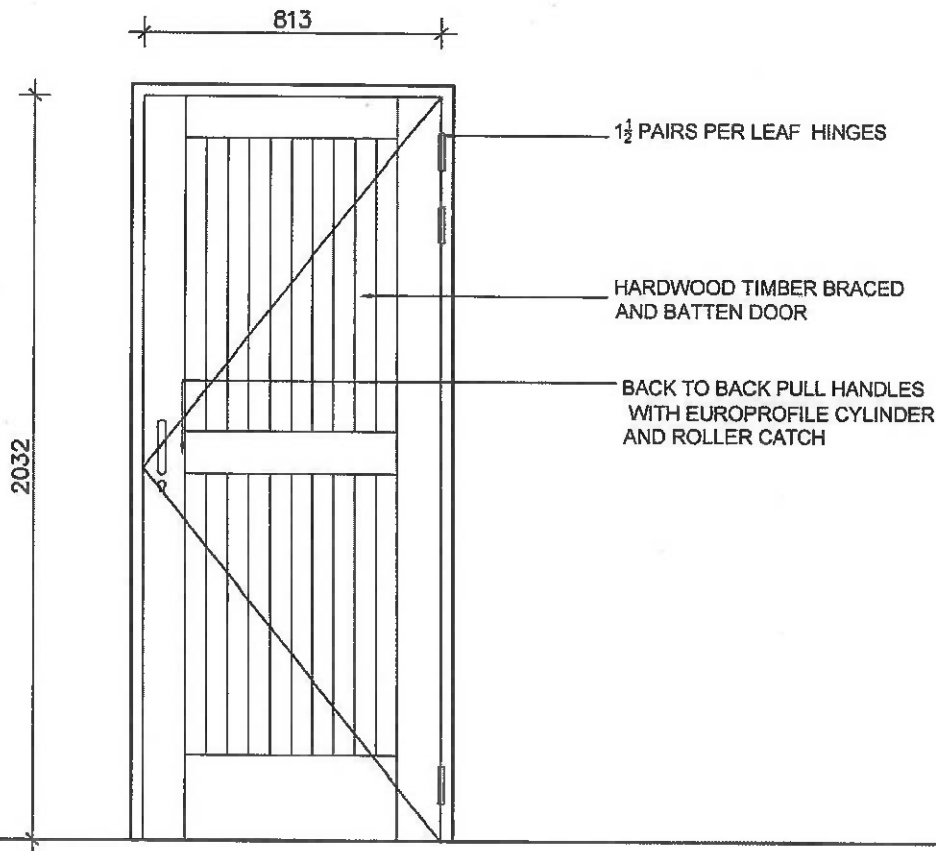 813
1½ PAIRS PER LEAF HINGES
HARDWOOD TIMBER BRACED
AND BATTEN DOOR
BACK TO BACK PULL HANDLES
WITH EUROPROFILE CYLINDER
AND ROLLER CATCH
2032